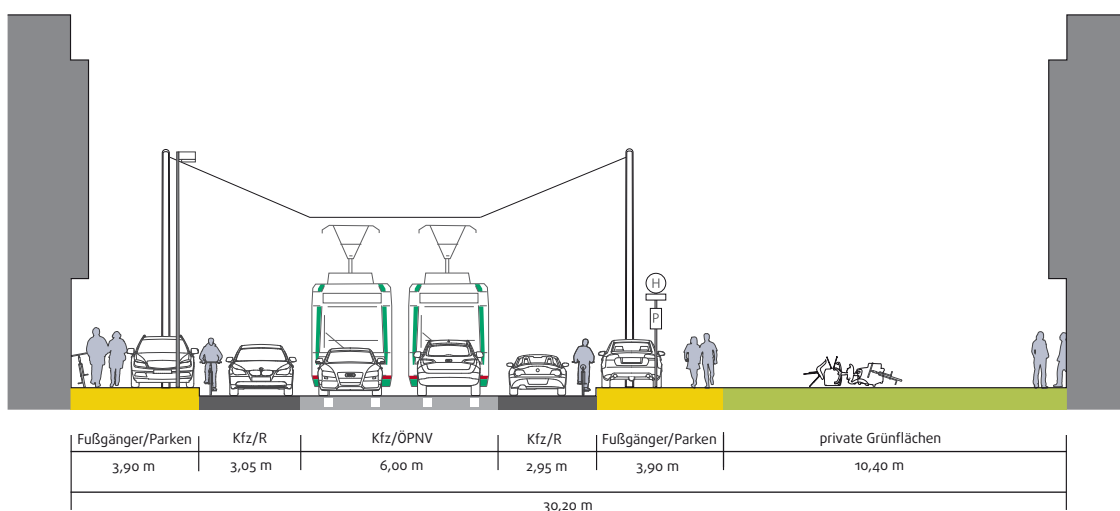 H
P
Fußgänger/Parken Kfz/R Kfz/ÖPNV Kfz/R Fußgänger/Parken private Grünflächen
3,90 m 3,05 m 6,00 m 2,95 m 3,90 m 10,40 m
30,20 m